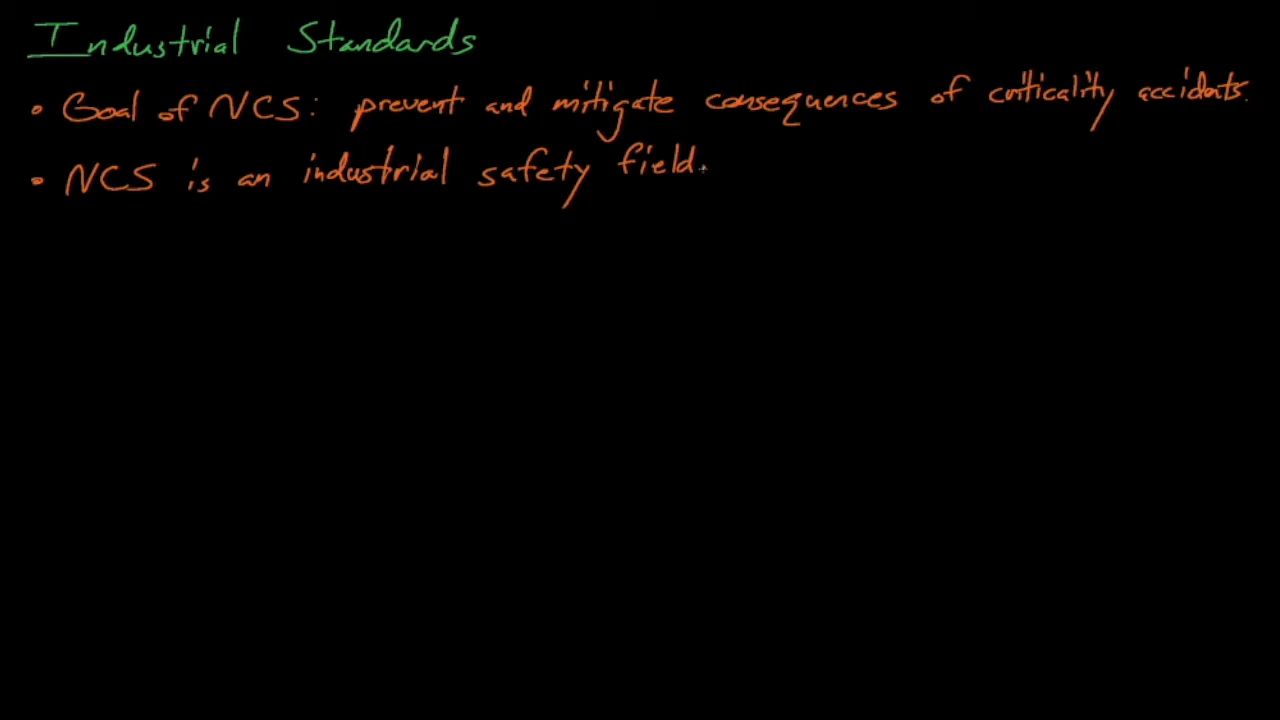 Industrial Standards
• Goal of NCS: prevent and mitigate consequences of criticality accidents.
• NCS is an industrial safety field.